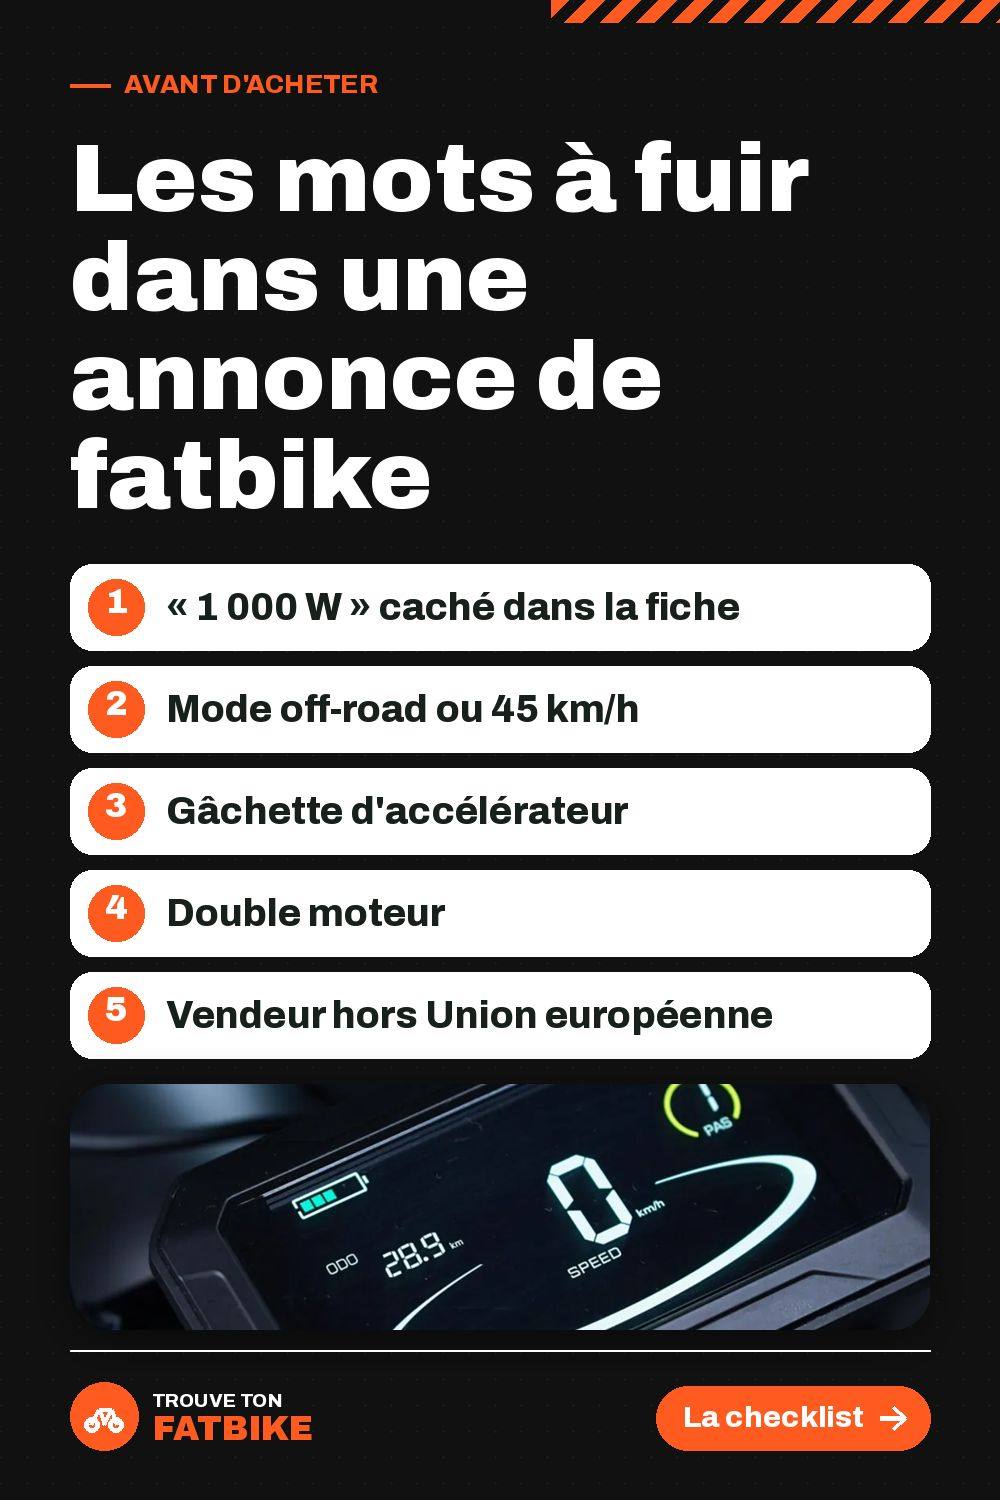 AVANT D'ACHETER
Les mots à fuir
dans une
annonce de
fatbike
1 « 1 000 W » caché dans la fiche
2 Mode off-road ou 45 km/h
3 Gâchette d'accélérateur
4 Double moteur
5 Vendeur hors Union européenne
1
PAS
0 km/h
SPEED
ODO 28.9 km
TROUVE TON
FATBIKE
La checklist →